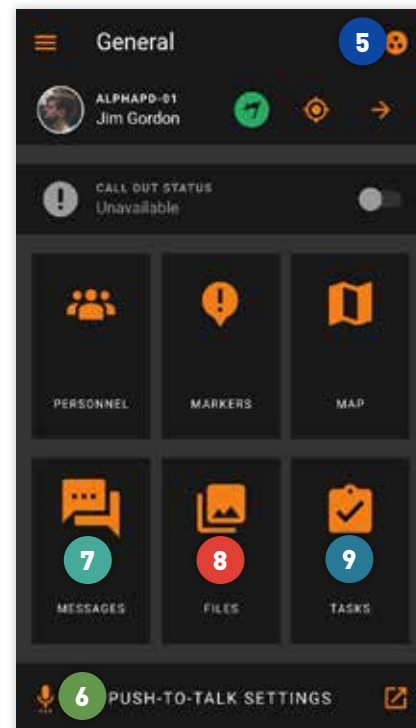 General
5
ALPHAPD-01
Jim Gordon
CALL OUT STATUS
Unavailable
PERSONNEL
MARKERS
MAP
7
8
9
MESSAGES
FILES
TASKS
6
PUSH-TO-TALK SETTINGS